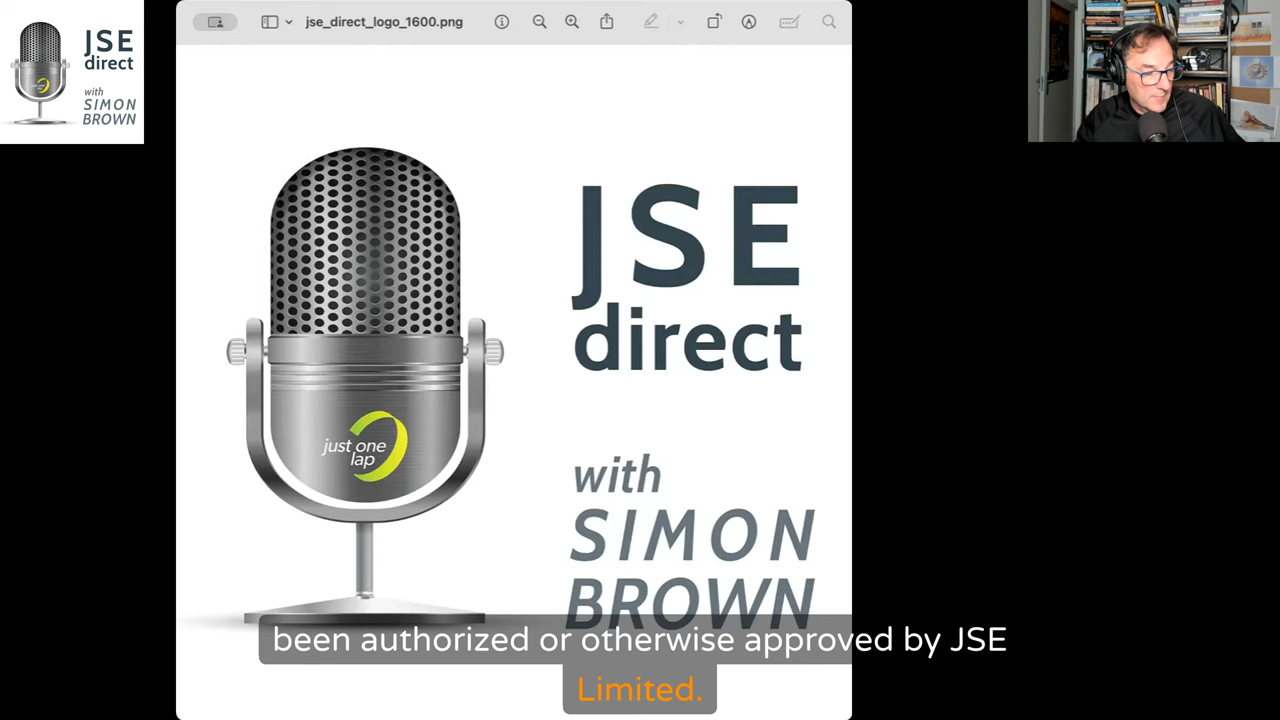 JSE
direct
with
SIMON
BROWN
jse_direct_logo_1600.png
JSE
direct
just one
lap
with
SIMON
BROWN
been authorized or otherwise approved by JSE
Limited.